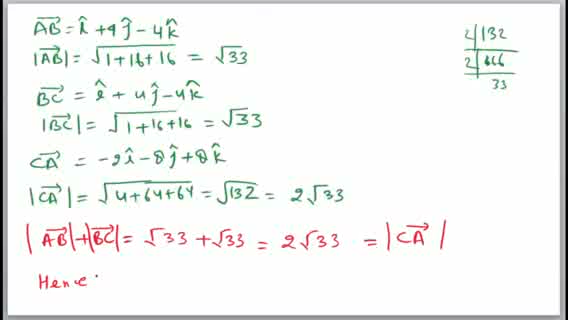 AB→ = î + 4ĵ - 4k̂
|AB→| = √1+16+16 = √33
BC→ = î + 4ĵ - 4k̂
|BC→| = √1+16+16 = √33
CA→ = -2î - 8ĵ + 8k̂
|CA→| = √4+64+64 = √132 = 2√33
|AB→| + |BC→| = √33 + √33 = 2√33 = |CA→|
Hence
2 | 132
2 | 66
33